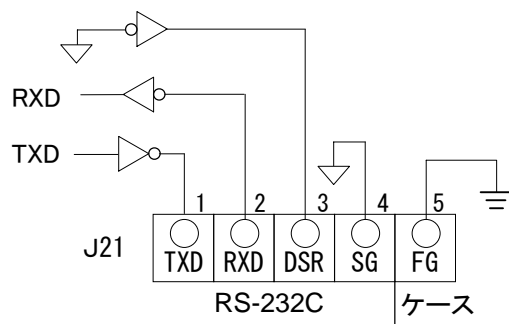 RXD
TXD
1 2 3 4 5
J21 TXD RXD DSR SG FG
RS-232C ケース